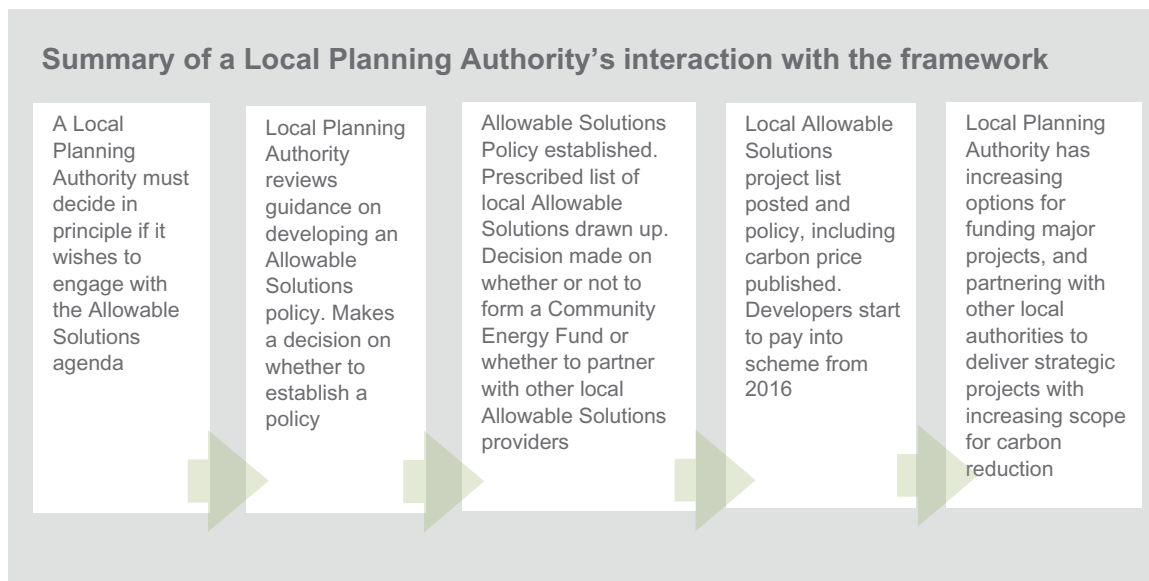 Summary of a Local Planning Authority’s interaction with the framework
A Local
Planning
Authority must
decide in
principle if it
wishes to
engage with
the Allowable
Solutions
agenda
Local Planning
Authority
reviews
guidance on
developing an
Allowable
Solutions
policy. Makes
a decision on
whether to
establish a
policy
Allowable Solutions
Policy established.
Prescribed list of
local Allowable
Solutions drawn up.
Decision made on
whether or not to
form a Community
Energy Fund or
whether to partner
with other local
Allowable Solutions
providers
Local Allowable
Solutions
project list
posted and
policy, including
carbon price
published.
Developers start
to pay into
scheme from
2016
Local Planning
Authority has
increasing
options for
funding major
projects, and
partnering with
other local
authorities to
deliver strategic
projects with
increasing scope
for carbon
reduction